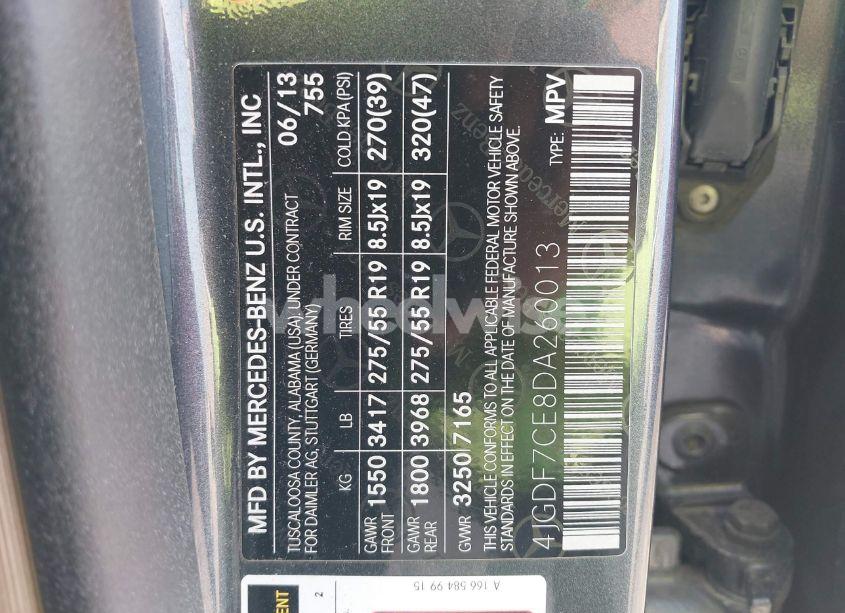 MFD BY MERCEDES-BENZ U.S. INTL., INC
TUSCALOOSA COUNTY, ALABAMA (USA), UNDER CONTRACT 06/13
FOR DAIMLER AG, STUTTGART (GERMANY) 755
KG LB TIRES RIM SIZE COLD KPA(PSI)
GAWR FRONT 1550 3417 275/55 R19 8.5Jx19 270(39)
GAWR REAR 1800 3968 275/55 R19 8.5Jx19 320(47)
GVWR 3250 7165
THIS VEHICLE CONFORMS TO ALL APPLICABLE FEDERAL MOTOR VEHICLE SAFETY
STANDARDS IN EFFECT ON THE DATE OF MANUFACTURE SHOWN ABOVE.
TYPE: MPV
4JGDF7CE8DA260013
Mercedes-Benz
wheelwise
A 166 584 99 15
2